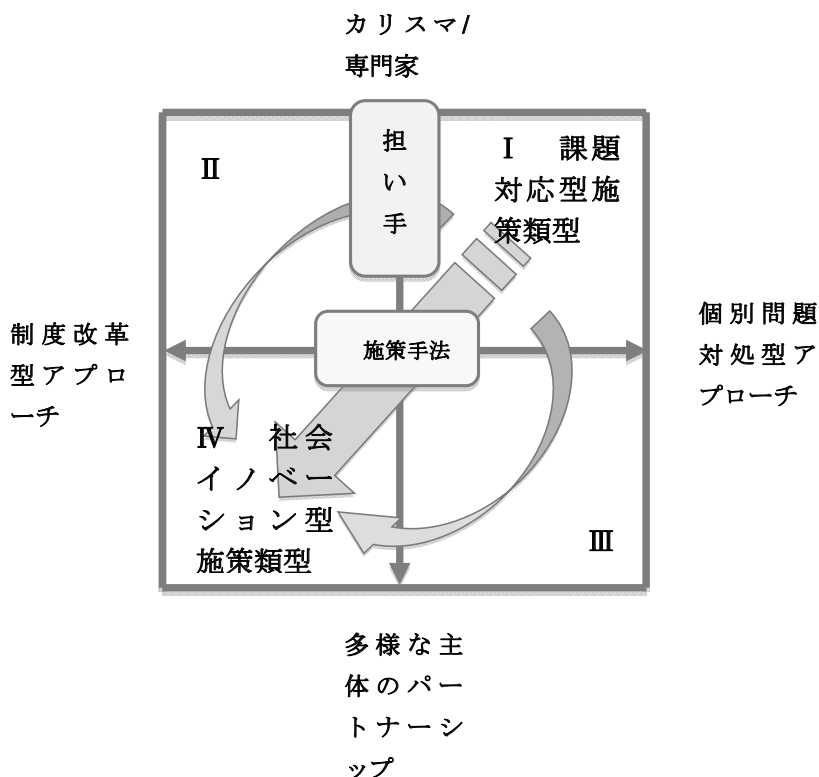 カリスマ/
専門家
担
い
手
Ⅱ
Ⅰ　課題
対応型施
策類型
制度改革
型アプロ
ーチ
施策手法
個別問題
対処型ア
プローチ
Ⅳ　社会
イノベー
ション型
施策類型
Ⅲ
多様な主
体のパー
トナーシ
ップ